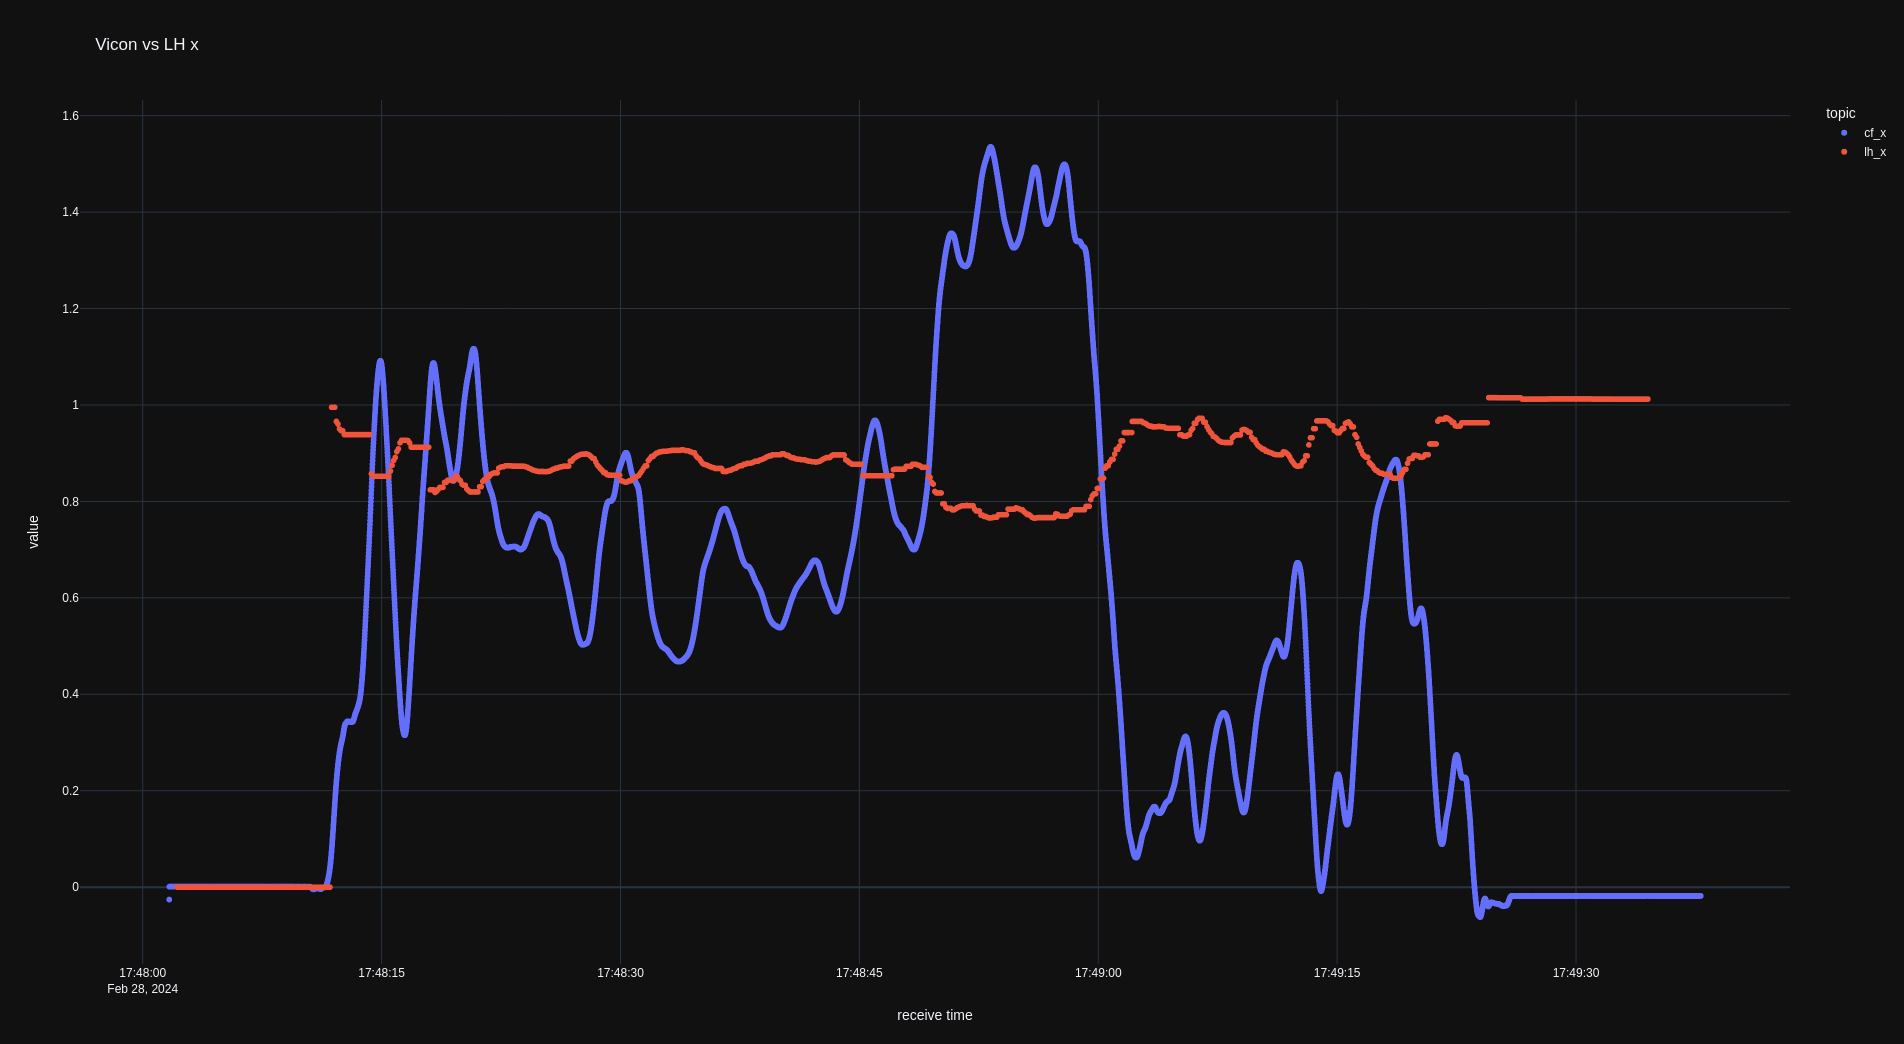 Vicon vs LH x
topic
cf_x
lh_x
1.6
1.4
1.2
1
0.8
0.6
0.4
0.2
0
value
17:48:00
17:48:15
17:48:30
17:48:45
17:49:00
17:49:15
17:49:30
Feb 28, 2024
receive time